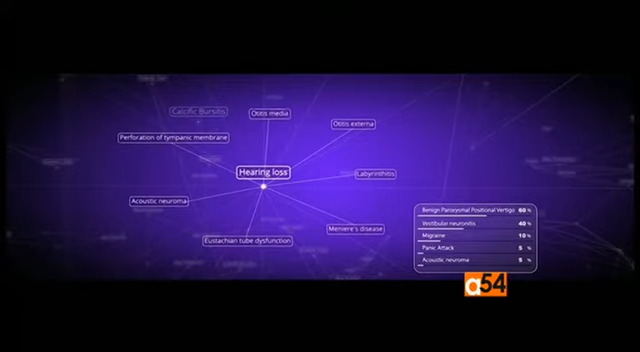 Calcific Bursitis
Otitis media
Otitis externa
Perforation of tympanic membrane
Hearing loss
Labyrinthitis
Acoustic neuroma
Meniere's disease
Eustachian tube dysfunction
Benign Paroxysmal Positional Vertigo 60 %
Vestibular neuronitis 40 %
Migraine 10 %
Panic Attack 5 %
Acoustic neuroma 5 %
a54